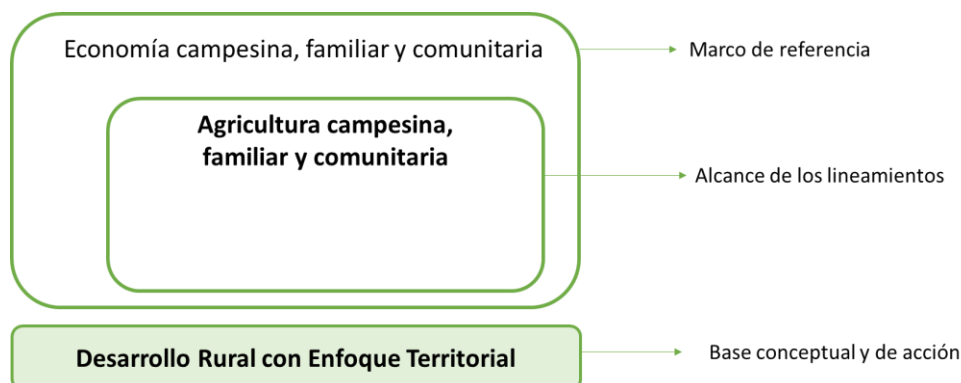 Economía campesina, familiar y comunitaria
Marco de referencia
Agricultura campesina,
familiar y comunitaria
Alcance de los lineamientos
Desarrollo Rural con Enfoque Territorial
Base conceptual y de acción